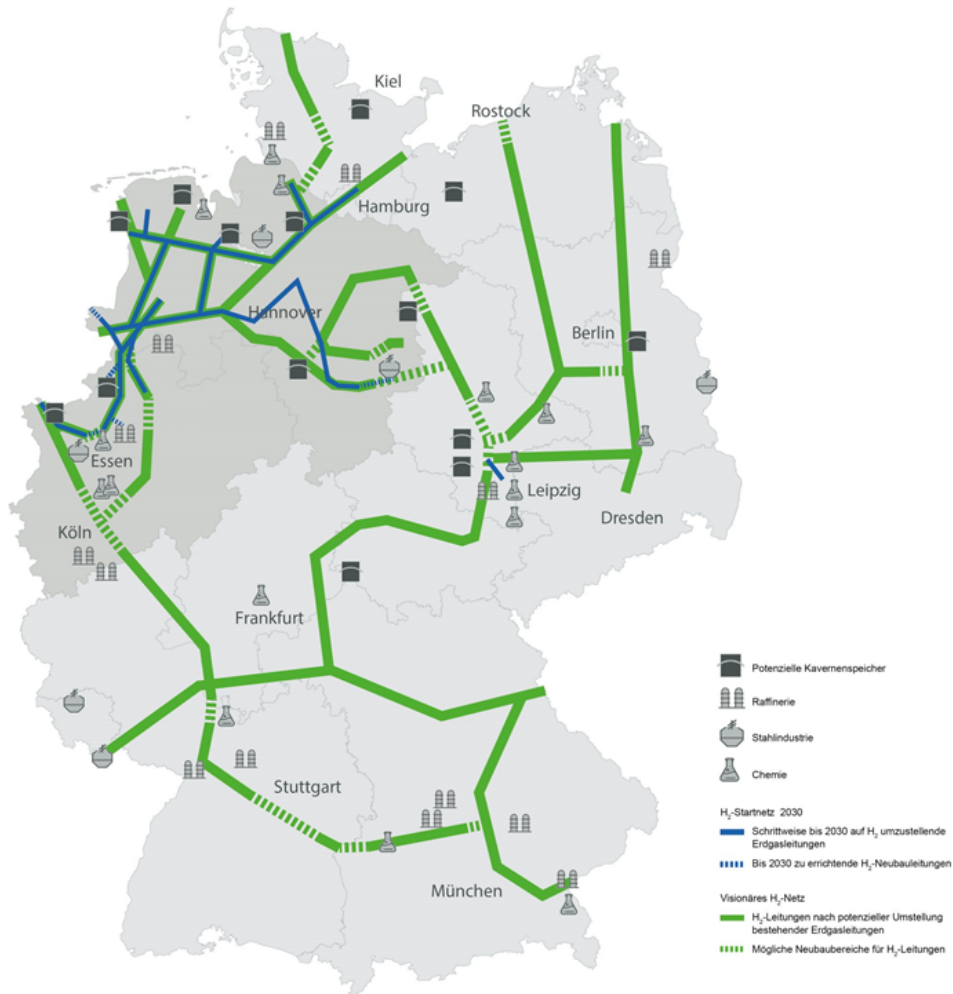 Kiel
Rostock
Hamburg
Hannover
Berlin
Essen
Leipzig
Köln
Dresden
Frankfurt
Stuttgart
München
Potenzielle Kavernenspeicher
Raffinerie
Stahlindustrie
Chemie
H₂-Startnetz 2030
Schrittweise bis 2030 auf H₂ umzustellende
Erdgasleitungen
Bis 2030 zu errichtende H₂-Neubauleitungen
Visionäres H₂-Netz
H₂-Leitungen nach potenzieller Umstellung
bestehender Erdgasleitungen
Mögliche Neubaubereiche für H₂-Leitungen